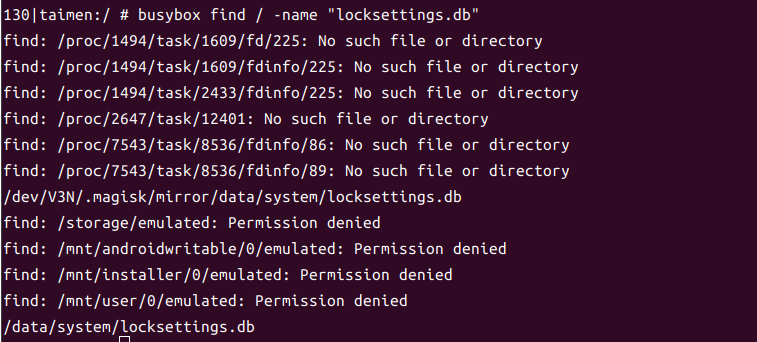 130|taimen:/ # busybox find / -name "locksettings.db"
find: /proc/1494/task/1609/fd/225: No such file or directory
find: /proc/1494/task/1609/fdinfo/225: No such file or directory
find: /proc/1494/task/2433/fdinfo/225: No such file or directory
find: /proc/2647/task/12401: No such file or directory
find: /proc/7543/task/8536/fdinfo/86: No such file or directory
find: /proc/7543/task/8536/fdinfo/89: No such file or directory
/dev/V3N/.magisk/mirror/data/system/locksettings.db
find: /storage/emulated: Permission denied
find: /mnt/androidwritable/0/emulated: Permission denied
find: /mnt/installer/0/emulated: Permission denied
find: /mnt/user/0/emulated: Permission denied
/data/system/locksettings.db